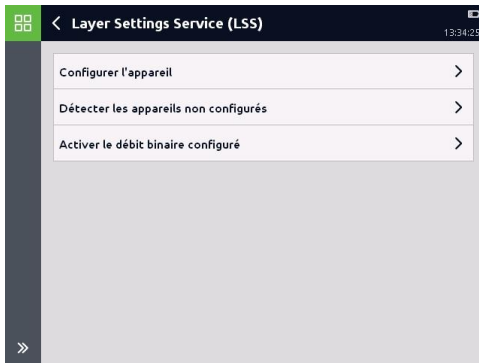 Layer Settings Service (LSS)
13:34:25
Configurer l'appareil
Détecter les appareils non configurés
Activer le débit binaire configuré